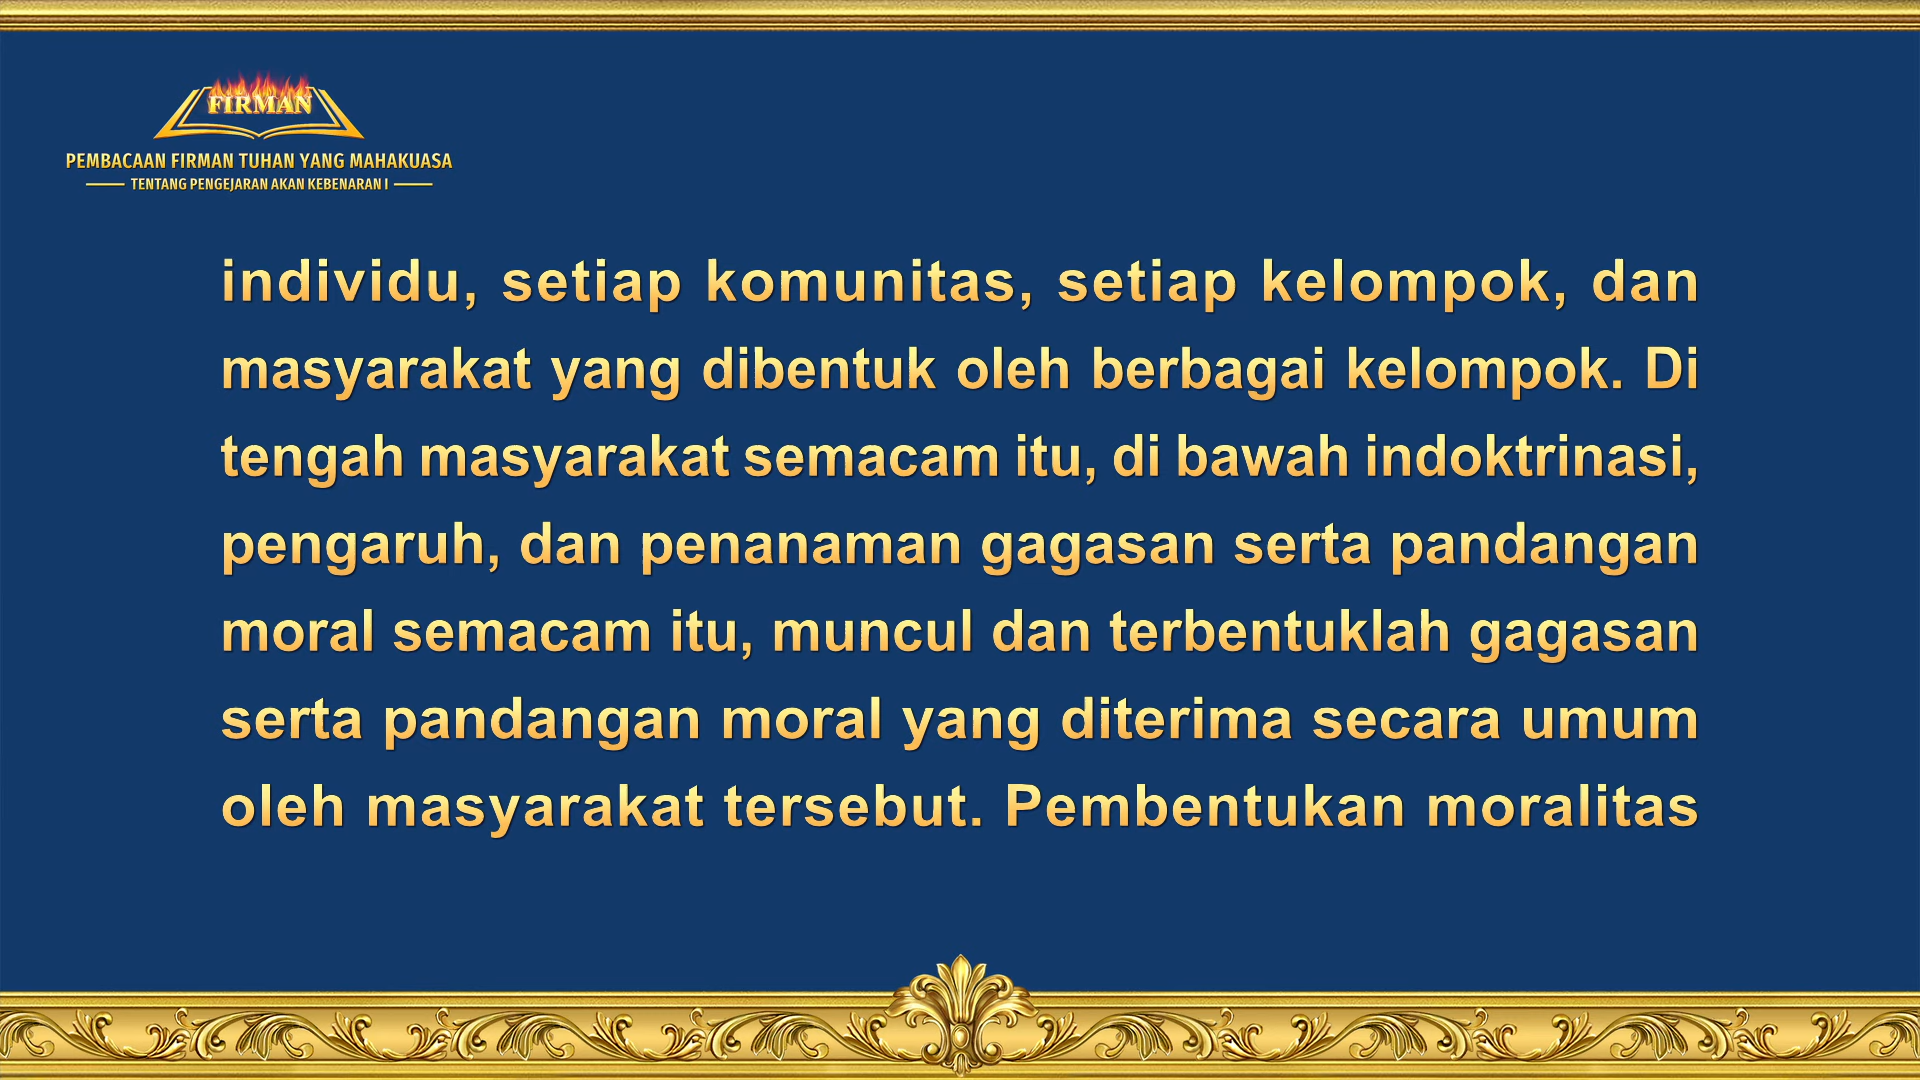 FIRMAN
PEMBACAAN FIRMAN TUHAN YANG MAHAKUASA
TENTANG PENGEJARAN AKAN KEBENARAN I
individu, setiap komunitas, setiap kelompok, dan
masyarakat yang dibentuk oleh berbagai kelompok. Di
tengah masyarakat semacam itu, di bawah indoktrinasi,
pengaruh, dan penanaman gagasan serta pandangan
moral semacam itu, muncul dan terbentuklah gagasan
serta pandangan moral yang diterima secara umum
oleh masyarakat tersebut. Pembentukan moralitas